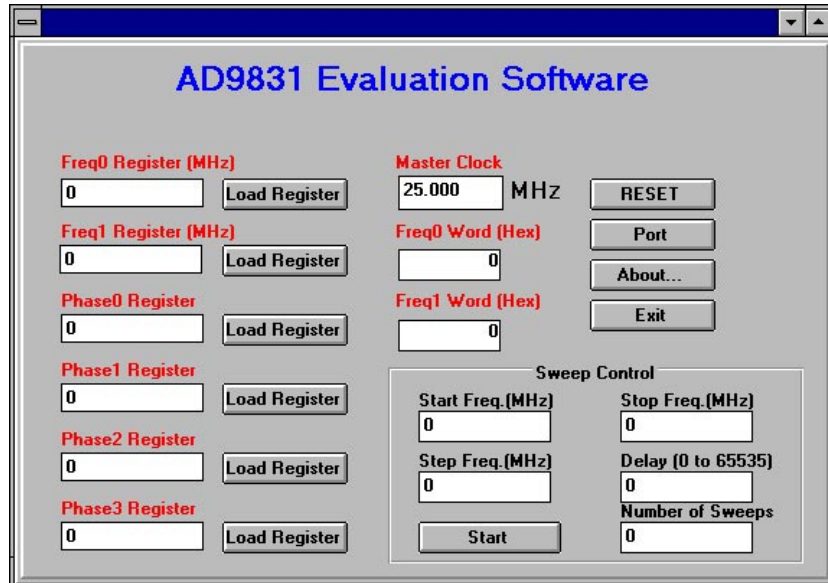 AD9831 Evaluation Software
Freq0 Register (MHz)
0
Load Register
Freq1 Register (MHz)
0
Load Register
Phase0 Register
0
Load Register
Phase1 Register
0
Load Register
Phase2 Register
0
Load Register
Phase3 Register
0
Load Register
Master Clock
25.000 MHz
Freq0 Word (Hex)
0
Freq1 Word (Hex)
0
RESET
Port
About...
Exit
Sweep Control
Start Freq.(MHz)
0
Stop Freq.(MHz)
0
Step Freq.(MHz)
0
Delay (0 to 65535)
0
Number of Sweeps
0
Start